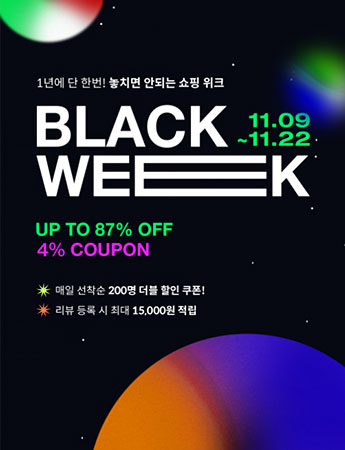 1년에 단 한번! 놓치면 안되는 쇼핑 위크
BLACK
11.09
~11.22
WEEK
UP TO 87% OFF
4% COUPON
매일 선착순 200명 더블 할인 쿠폰!
리뷰 등록 시 최대 15,000원 적립